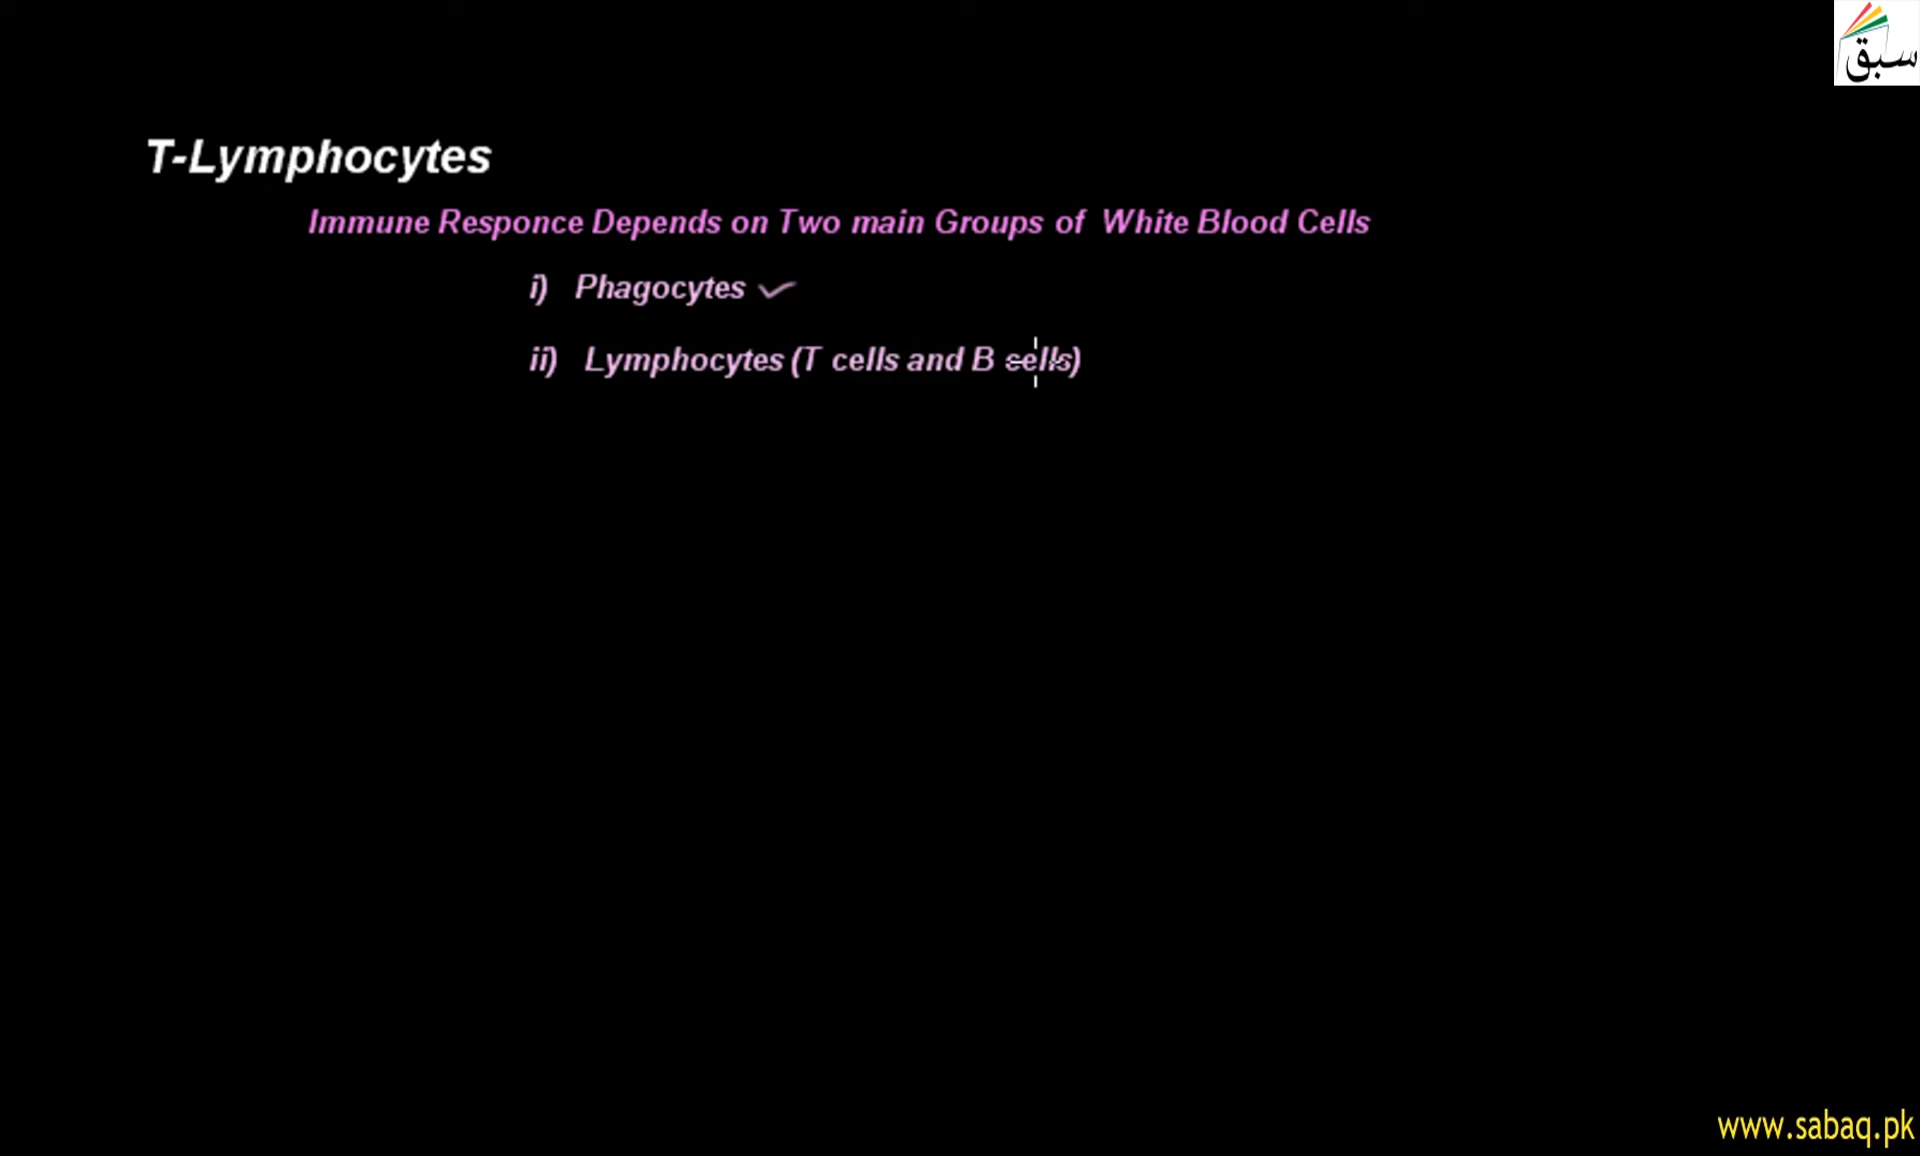 سبق
T-Lymphocytes
Immune Responce Depends on Two main Groups of White Blood Cells
i) Phagocytes
ii) Lymphocytes (T cells and B cells)
www.sabaq.pk